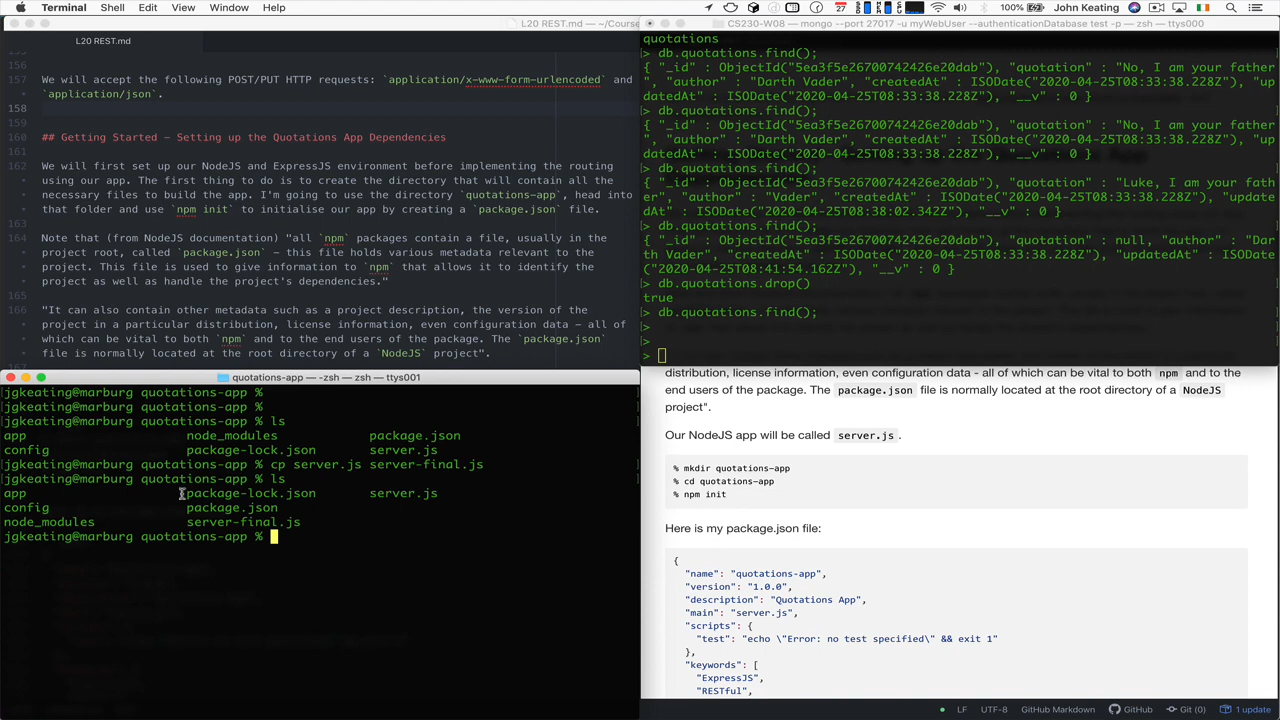 Terminal Shell Edit View Window Help 27 100% John Keating
L20 REST.md — ~/Course
L20 REST.md
156
157 We will accept the following POST/PUT HTTP requests: `application/x-www-form-urlencoded` and
`application/json`.
158
159
160 ## Getting Started – Setting up the Quotations App Dependencies
161
162 We will first set up our NodeJS and ExpressJS environment before implementing the routing
using our app. The first thing to do is to create the directory that will contain all the
necessary files to build the app. I'm going to use the directory `quotations-app`, head into
that folder and use `npm init` to initialise our app by creating a `package.json` file.
163
164 Note that (from NodeJS documentation) "all `npm` packages contain a file, usually in the
project root, called `package.json` – this file holds various metadata relevant to the
project. This file is used to give information to `npm` that allows it to identify the
project as well as handle the project's dependencies."
165
166 "It can also contain other metadata such as a project description, the version of the
project in a particular distribution, license information, even configuration data – all of
which can be vital to both `npm` and to the end users of the package. The `package.json`
file is normally located at the root directory of a `NodeJS` project".
CS230-W08 — mongo --port 27017 -u myWebUser --authenticationDatabase test -p — ttys000
quotations
> db.quotations.find();
{ "_id" : ObjectId("5ea3f5e26700742426e20dab"), "quotation" : "No, I am your father
", "author" : "Darth Vader", "createdAt" : ISODate("2020-04-25T08:33:38.228Z"), "up
datedAt" : ISODate("2020-04-25T08:33:38.228Z"), "__v" : 0 }
> db.quotations.find();
{ "_id" : ObjectId("5ea3f5e26700742426e20dab"), "quotation" : "No, I am your father
", "author" : "Darth Vader", "createdAt" : ISODate("2020-04-25T08:33:38.228Z"), "up
datedAt" : ISODate("2020-04-25T08:33:38.228Z"), "__v" : 0 }
> db.quotations.find();
{ "_id" : ObjectId("5ea3f5e26700742426e20dab"), "quotation" : "Luke, I am your fath
er", "author" : "Vader", "createdAt" : ISODate("2020-04-25T08:33:38.228Z"), "update
dAt" : ISODate("2020-04-25T08:38:02.342Z"), "__v" : 0 }
> db.quotations.find();
{ "_id" : ObjectId("5ea3f5e26700742426e20dab"), "quotation" : null, "author" : "Dar
th Vader", "createdAt" : ISODate("2020-04-25T08:33:38.228Z"), "updatedAt" : ISODate
("2020-04-25T08:41:54.162Z"), "__v" : 0 }
> db.quotations.drop()
true
> db.quotations.find();
>
>
>
quotations-app — -zsh — zsh — ttys001
[jgkeating@marburg quotations-app %
[jgkeating@marburg quotations-app %
[jgkeating@marburg quotations-app % ls
app node_modules package.json
config package-lock.json server.js
[jgkeating@marburg quotations-app % cp server.js server-final.js
[jgkeating@marburg quotations-app % ls
app package-lock.json server.js
config package.json
node_modules server-final.js
jgkeating@marburg quotations-app %
distribution, license information, even configuration data - all of which can be vital to both npm and to the
end users of the package. The package.json file is normally located at the root directory of a NodeJS
project".
Our NodeJS app will be called server.js .
% mkdir quotations-app
% cd quotations-app
% npm init
Here is my package.json file:
{
"name": "quotations-app",
"version": "1.0.0",
"description": "Quotations App",
"main": "server.js",
"scripts": {
"test": "echo \"Error: no test specified\" && exit 1"
},
"keywords": [
"ExpressJS",
"RESTful",
LF UTF-8 GitHub Markdown GitHub Git (0) 1 update